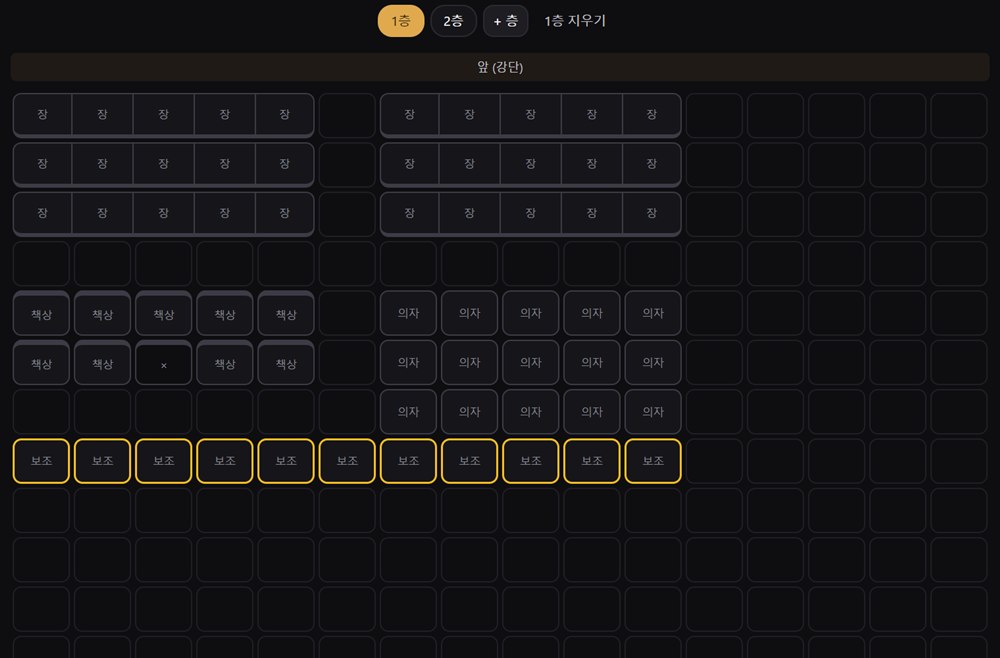 1층 2층 + 층 1층 지우기
앞 (강단)
장 장 장 장 장 장 장 장 장 장
장 장 장 장 장 장 장 장 장 장
장 장 장 장 장 장 장 장 장 장
책상 책상 책상 책상 책상 의자 의자 의자 의자 의자
책상 책상 × 책상 책상 의자 의자 의자 의자 의자
의자 의자 의자 의자 의자
보조 보조 보조 보조 보조 보조 보조 보조 보조 보조 보조